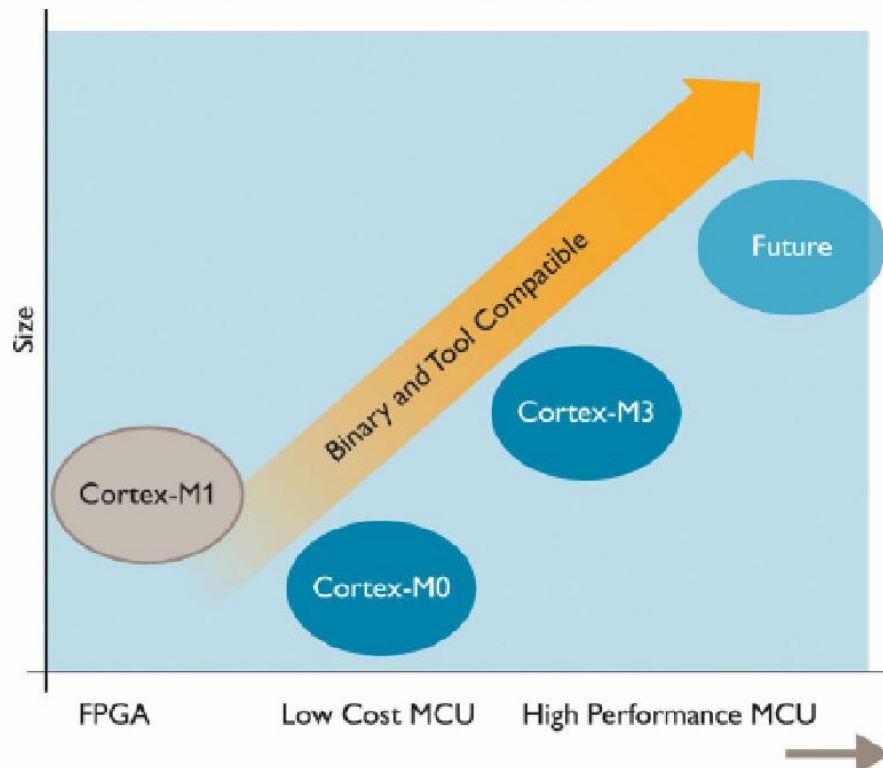 Future
Binary and Tool Compatible
Size
Cortex-M3
Cortex-M1
Cortex-M0
FPGA
Low Cost MCU
High Performance MCU